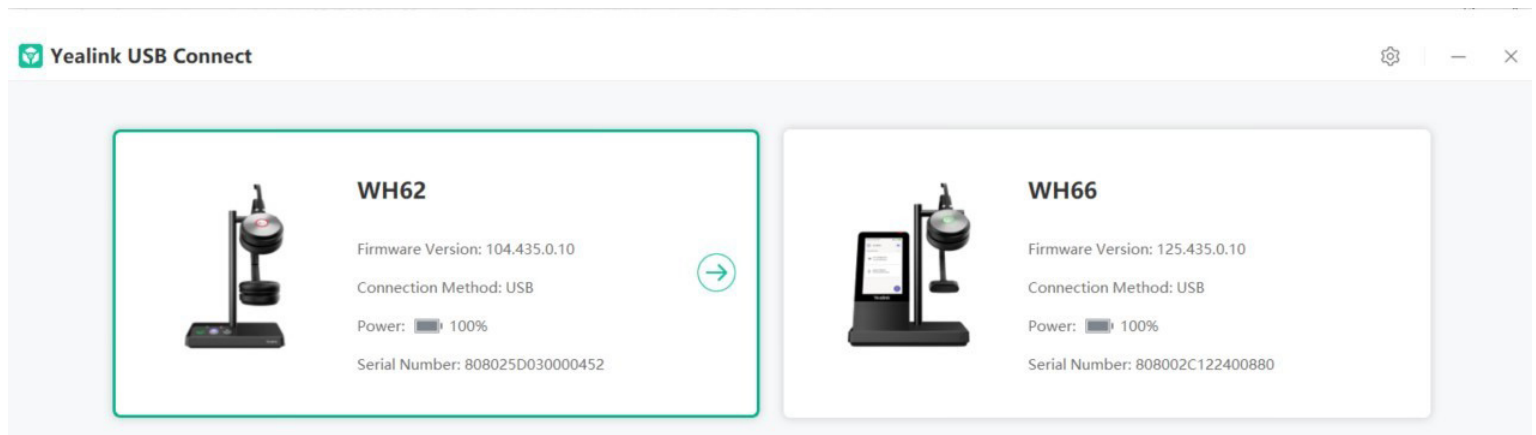 Yealink USB Connect
WH62
Firmware Version: 104.435.0.10
Connection Method: USB
Power: 100%
Serial Number: 808025D030000452
WH66
Firmware Version: 125.435.0.10
Connection Method: USB
Power: 100%
Serial Number: 808002C122400880